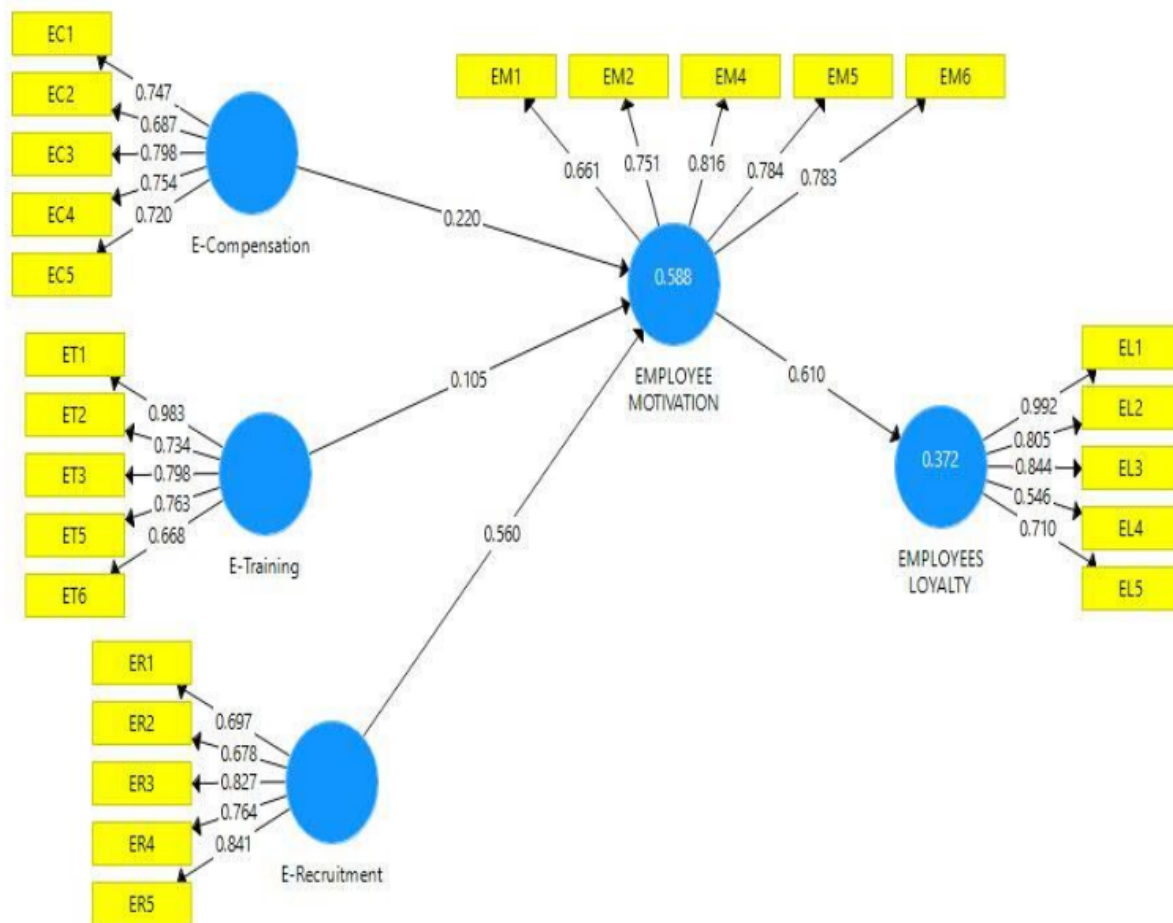 EC1
EC2
EC3
EC4
EC5
0.747
0.687
0.798
0.754
0.720
E-Compensation
0.220
EM1
EM2
EM4
EM5
EM6
0.661
0.751
0.816
0.784
0.783
0.588
EMPLOYEE
MOTIVATION
ET1
ET2
ET3
ET5
ET6
0.983
0.734
0.798
0.763
0.668
E-Training
0.105
0.610
EL1
EL2
EL3
EL4
EL5
0.992
0.805
0.844
0.546
0.710
0.372
EMPLOYEES
LOYALTY
0.560
ER1
ER2
ER3
ER4
ER5
0.697
0.678
0.827
0.764
0.841
E-Recruitment